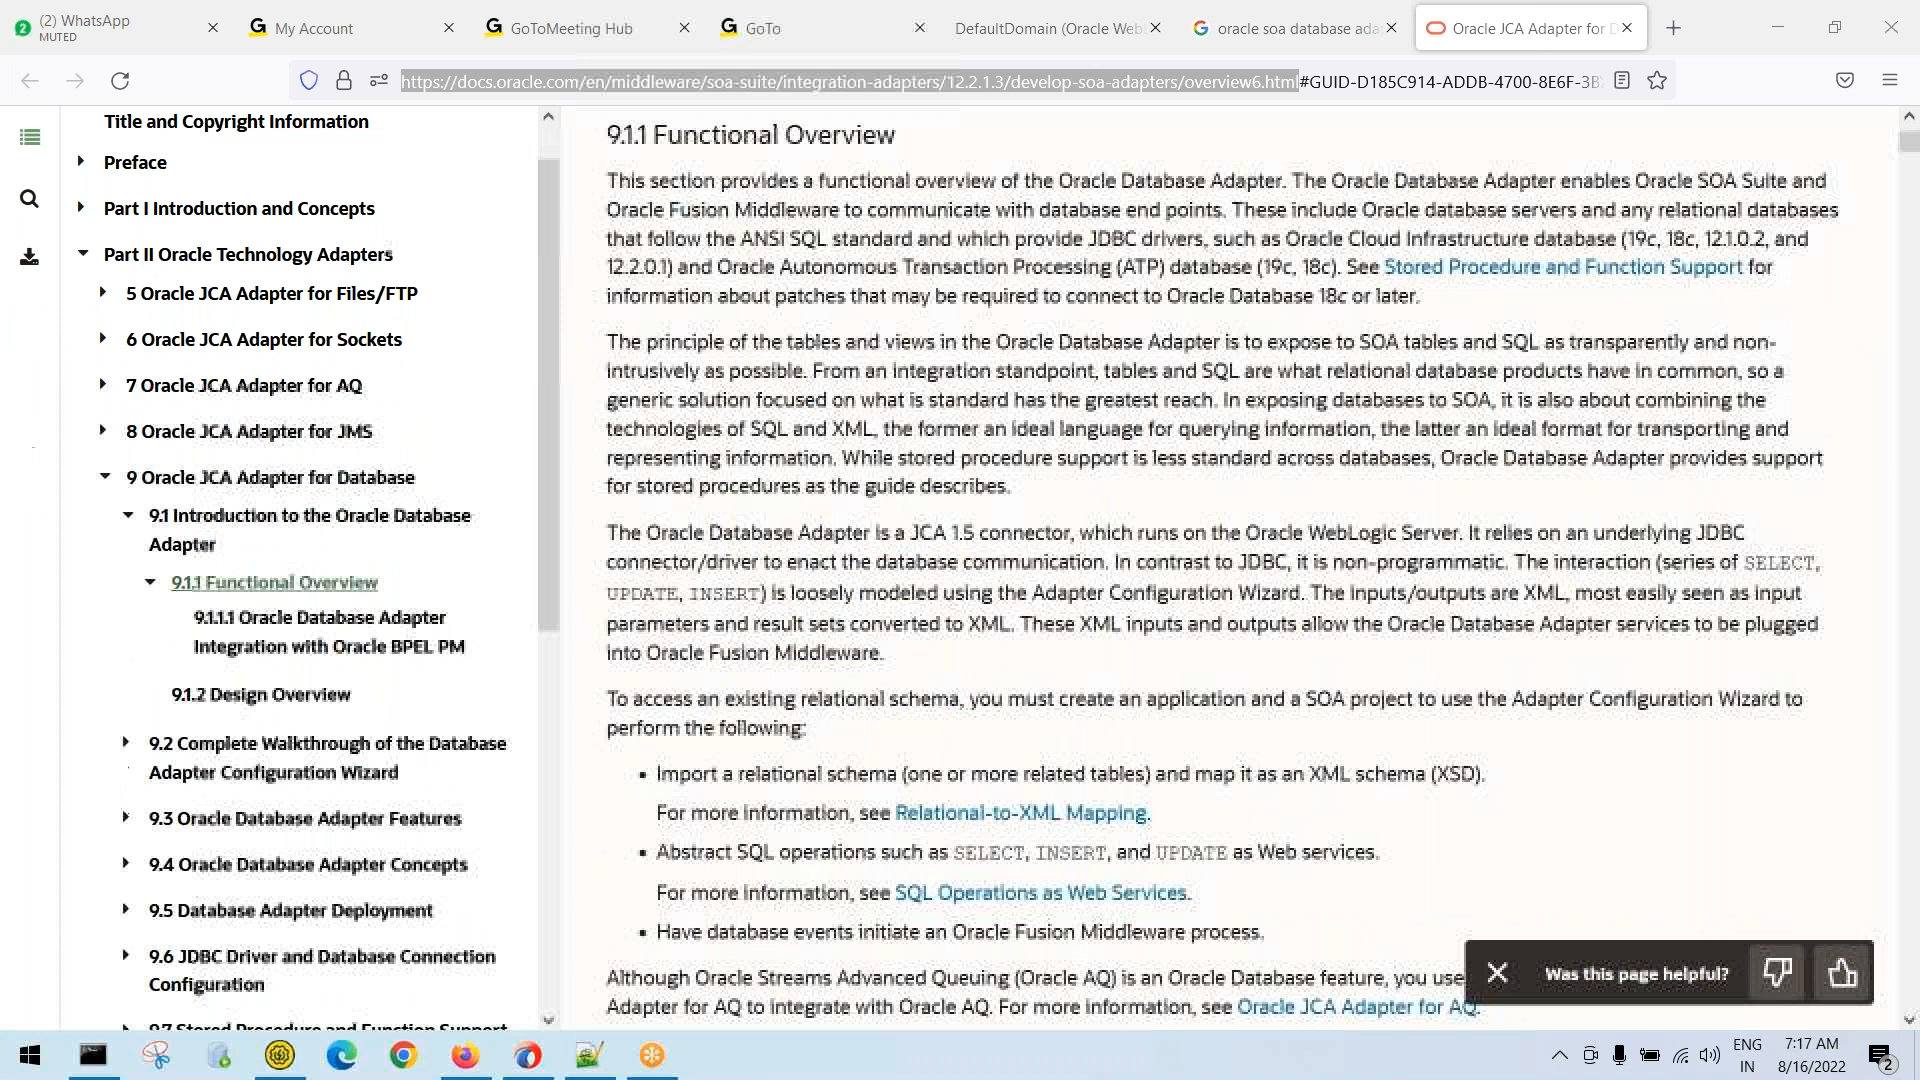 (2) WhatsApp
MUTED
My Account
GoToMeeting Hub
GoTo
DefaultDomain (Oracle Web
oracle soa database ada
Oracle JCA Adapter for D
https://docs.oracle.com/en/middleware/soa-suite/integration-adapters/12.2.1.3/develop-soa-adapters/overview6.html#GUID-D185C914-ADDB-4700-8E6F-3B
Title and Copyright Information
Preface
Part I Introduction and Concepts
Part II Oracle Technology Adapters
5 Oracle JCA Adapter for Files/FTP
6 Oracle JCA Adapter for Sockets
7 Oracle JCA Adapter for AQ
8 Oracle JCA Adapter for JMS
9 Oracle JCA Adapter for Database
9.1 Introduction to the Oracle Database
Adapter
9.1.1 Functional Overview
9.1.1.1 Oracle Database Adapter
Integration with Oracle BPEL PM
9.1.2 Design Overview
9.2 Complete Walkthrough of the Database
Adapter Configuration Wizard
9.3 Oracle Database Adapter Features
9.4 Oracle Database Adapter Concepts
9.5 Database Adapter Deployment
9.6 JDBC Driver and Database Connection
Configuration
9.7 Stored Procedure and Function Support
9.1.1 Functional Overview
This section provides a functional overview of the Oracle Database Adapter. The Oracle Database Adapter enables Oracle SOA Suite and
Oracle Fusion Middleware to communicate with database end points. These include Oracle database servers and any relational databases
that follow the ANSI SQL standard and which provide JDBC drivers, such as Oracle Cloud Infrastructure database (19c, 18c, 12.1.0.2, and
12.2.0.1) and Oracle Autonomous Transaction Processing (ATP) database (19c, 18c). See Stored Procedure and Function Support for
information about patches that may be required to connect to Oracle Database 18c or later.
The principle of the tables and views in the Oracle Database Adapter is to expose to SOA tables and SQL as transparently and non-
intrusively as possible. From an integration standpoint, tables and SQL are what relational database products have in common, so a
generic solution focused on what is standard has the greatest reach. In exposing databases to SOA, it is also about combining the
technologies of SQL and XML, the former an ideal language for querying information, the latter an ideal format for transporting and
representing information. While stored procedure support is less standard across databases, Oracle Database Adapter provides support
for stored procedures as the guide describes.
The Oracle Database Adapter is a JCA 1.5 connector, which runs on the Oracle WebLogic Server. It relies on an underlying JDBC
connector/driver to enact the database communication. In contrast to JDBC, it is non-programmatic. The interaction (series of SELECT,
UPDATE, INSERT) is loosely modeled using the Adapter Configuration Wizard. The inputs/outputs are XML, most easily seen as input
parameters and result sets converted to XML. These XML inputs and outputs allow the Oracle Database Adapter services to be plugged
into Oracle Fusion Middleware.
To access an existing relational schema, you must create an application and a SOA project to use the Adapter Configuration Wizard to
perform the following:
• Import a relational schema (one or more related tables) and map it as an XML schema (XSD).
For more information, see Relational-to-XML Mapping.
• Abstract SQL operations such as SELECT, INSERT, and UPDATE as Web services.
For more information, see SQL Operations as Web Services.
• Have database events initiate an Oracle Fusion Middleware process.
Although Oracle Streams Advanced Queuing (Oracle AQ) is an Oracle Database feature, you use
Adapter for AQ to integrate with Oracle AQ. For more information, see Oracle JCA Adapter for AQ.
Was this page helpful?
ENG
IN
7:17 AM
8/16/2022
2